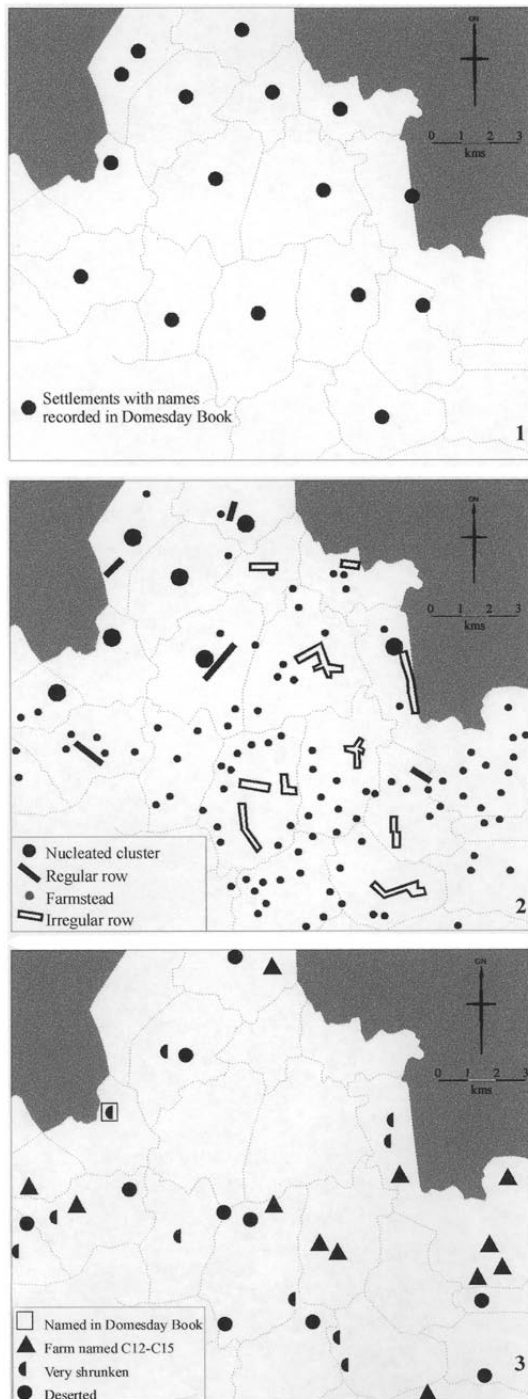 GN
0 1 2 3
kms
Settlements with names
recorded in Domesday Book
1
GN
0 1 2 3
kms
Nucleated cluster
Regular row
Farmstead
Irregular row
2
GN
0 1 2 3
kms
Named in Domesday Book
Farm named C12-C15
Very shrunken
Deserted
3